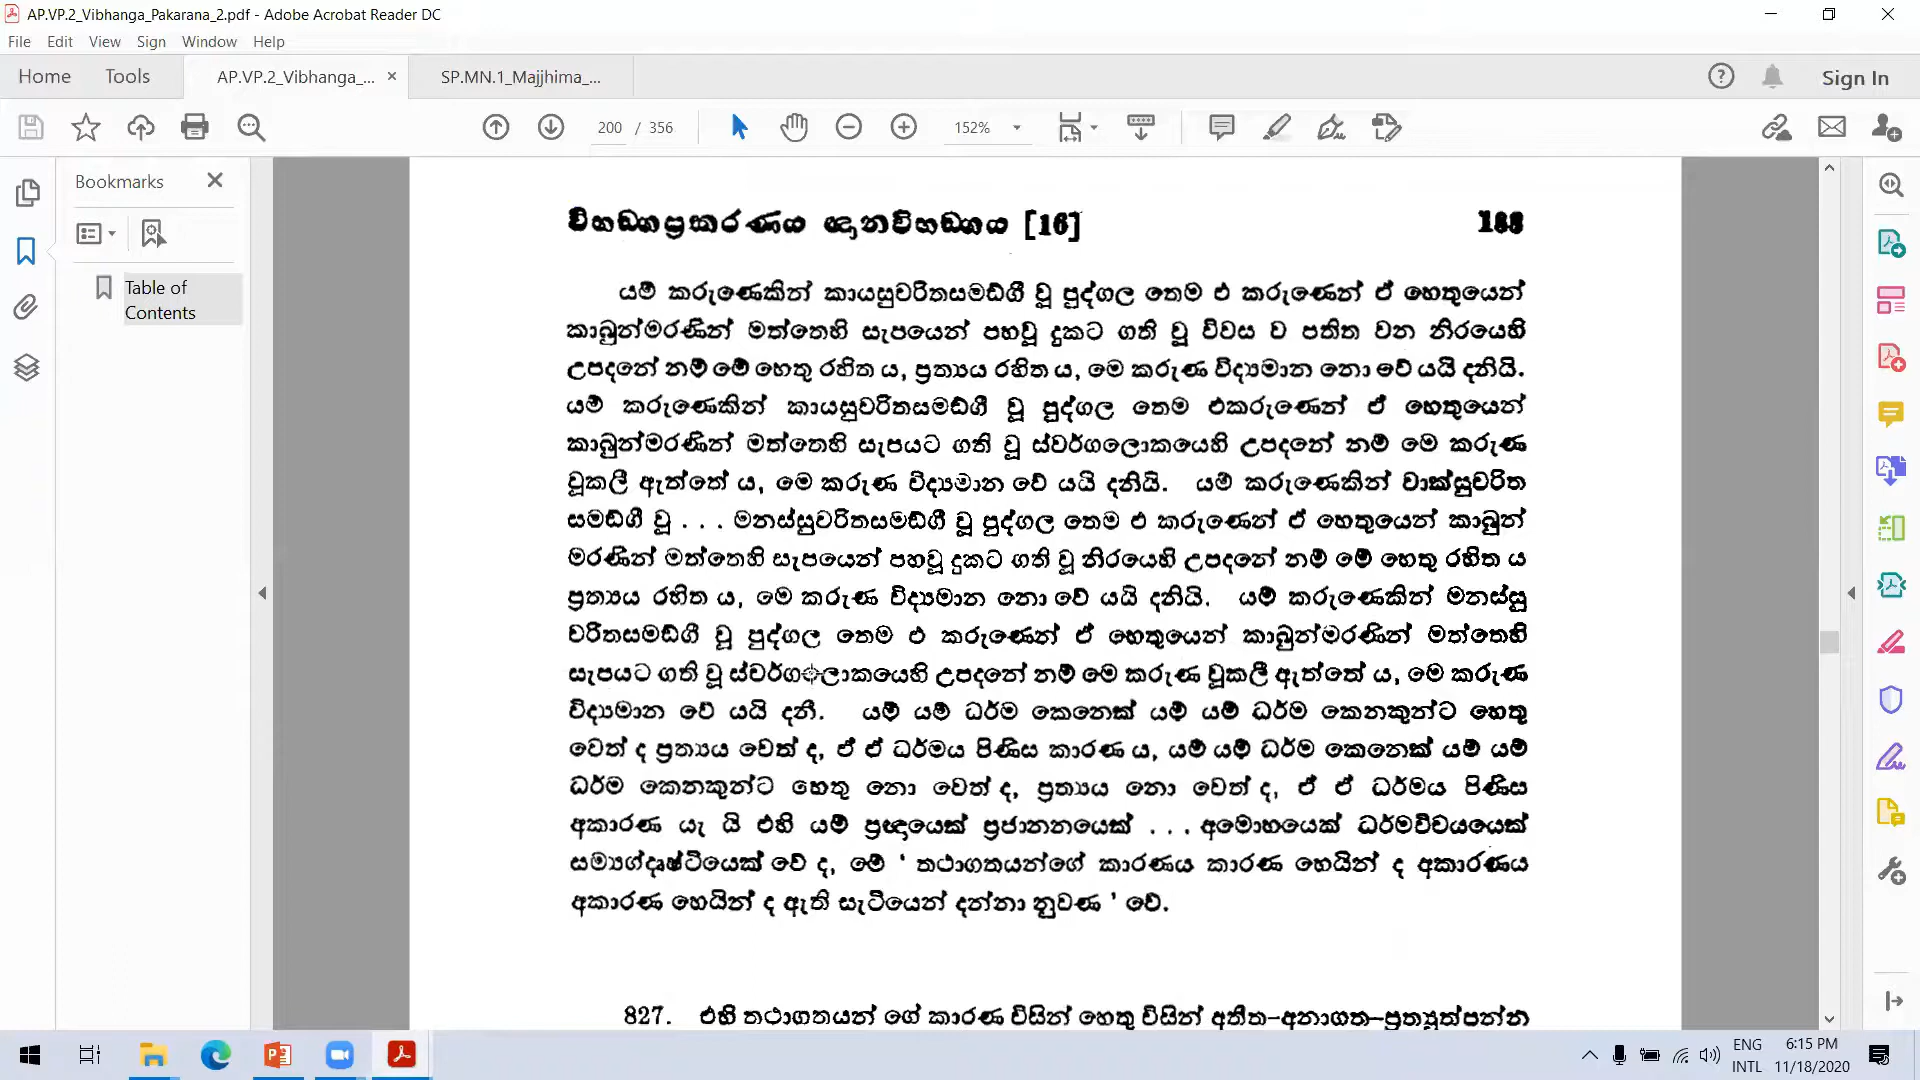 AP.VP.2_Vibhanga_Pakarana_2.pdf - Adobe Acrobat Reader DC
File Edit View Sign Window Help
Home Tools AP.VP.2_Vibhanga_... SP.MN.1_Majjhima_... Sign In
200 / 356 152%
Bookmarks
Table of
Contents
විභඞ්ගප්‍රකරණය ඤානවිභඞ්ගය [16]
යම් කරුණෙකින් කායසුචරිතසමඩ්ගී වූ පුද්ගල තෙම එ කරුණෙන් ඒ හෙතුයෙන්
කාබුන්මරණින් මත්තෙහි සැපයෙන් පහවූ දුකට ගති වූ විවස ව පතිත වන නිරයෙහි
උපදනේ නම් මේ හෙතු රහිත ය, ප්‍රත්‍යය රහිත ය, මෙ කරුණ විද්‍යමාන නො වේ යයි දනියි.
යම් කරුණෙකින් කායසුචරිතසමඩ්ගී වූ පුද්ගල තෙම එකරුණෙන් ඒ හෙතුයෙන්
කාබුන්මරණින් මත්තෙහි සැපයට ගති වූ ස්වර්ගලොකයෙහි උපදනේ නම් මෙ කරුණ
වූකලී ඇත්තේ ය, මෙ කරුණ විද්‍යමාන වේ යයි දනියි. යම් කරුණෙකින් වාක්සුචරිත
සමඩ්ගී වූ . . . මනස්සුචරිතසමඩ්ගී වූ පුද්ගල තෙම එ කරුණෙන් ඒ හෙතුයෙන් කාබුන්
මරණින් මත්තෙහි සැපයෙන් පහවූ දුකට ගති වූ නිරයෙහි උපදනේ නම් මේ හෙතු රහිත ය
ප්‍රත්‍යය රහිත ය, මෙ කරුණ විද්‍යමාන නො වේ යයි දනියි. යම් කරුණෙකින් මනස්සු
චරිතසමඩ්ගී වූ පුද්ගල තෙම එ කරුණෙන් ඒ හෙතුයෙන් කාබුන්මරණින් මත්තෙහි
සැපයට ගති වූ ස්වර්ගලොකයෙහි උපදනේ නම් මෙ කරුණ වූකලී ඇත්තේ ය, මෙ කරුණ
විද්‍යමාන වේ යයි දනී. යම් යම් ධර්ම කෙනෙක් යම් යම් ධර්ම කෙනකුන්ට හෙතු
වෙත් ද ප්‍රත්‍යය වෙත් ද, ඒ ඒ ධර්මය පිණිස කාරණ ය, යම් යම් ධර්ම කෙනෙක් යම් යම්
ධර්ම කෙනකුන්ට හෙතු නො වෙත් ද, ප්‍රත්‍යය නො වෙත් ද, ඒ ඒ ධර්මය පිණිස
අකාරණ යැ යි එහි යම් ප්‍රඥායෙක් ප්‍රජානනයෙක් . . . අමොහයෙක් ධර්මවිචයයෙක්
සම්‍යග්දෘෂ්ටියෙක් වේ ද, මේ ‘ තථාගතයන්ගේ කාරණය කාරණ හෙයින් ද අකාරණය
අකාරණ හෙයින් ද ඇති සැටියෙන් දන්නා නුවණ ’ වේ.
827. එහි තථාගතයන් ගේ කාරණ විසින් හෙතු විසින් අතීත-අනාගත-ප්‍රත්‍යුත්පන්න
ENG 6:15 PM
INTL 11/18/2020